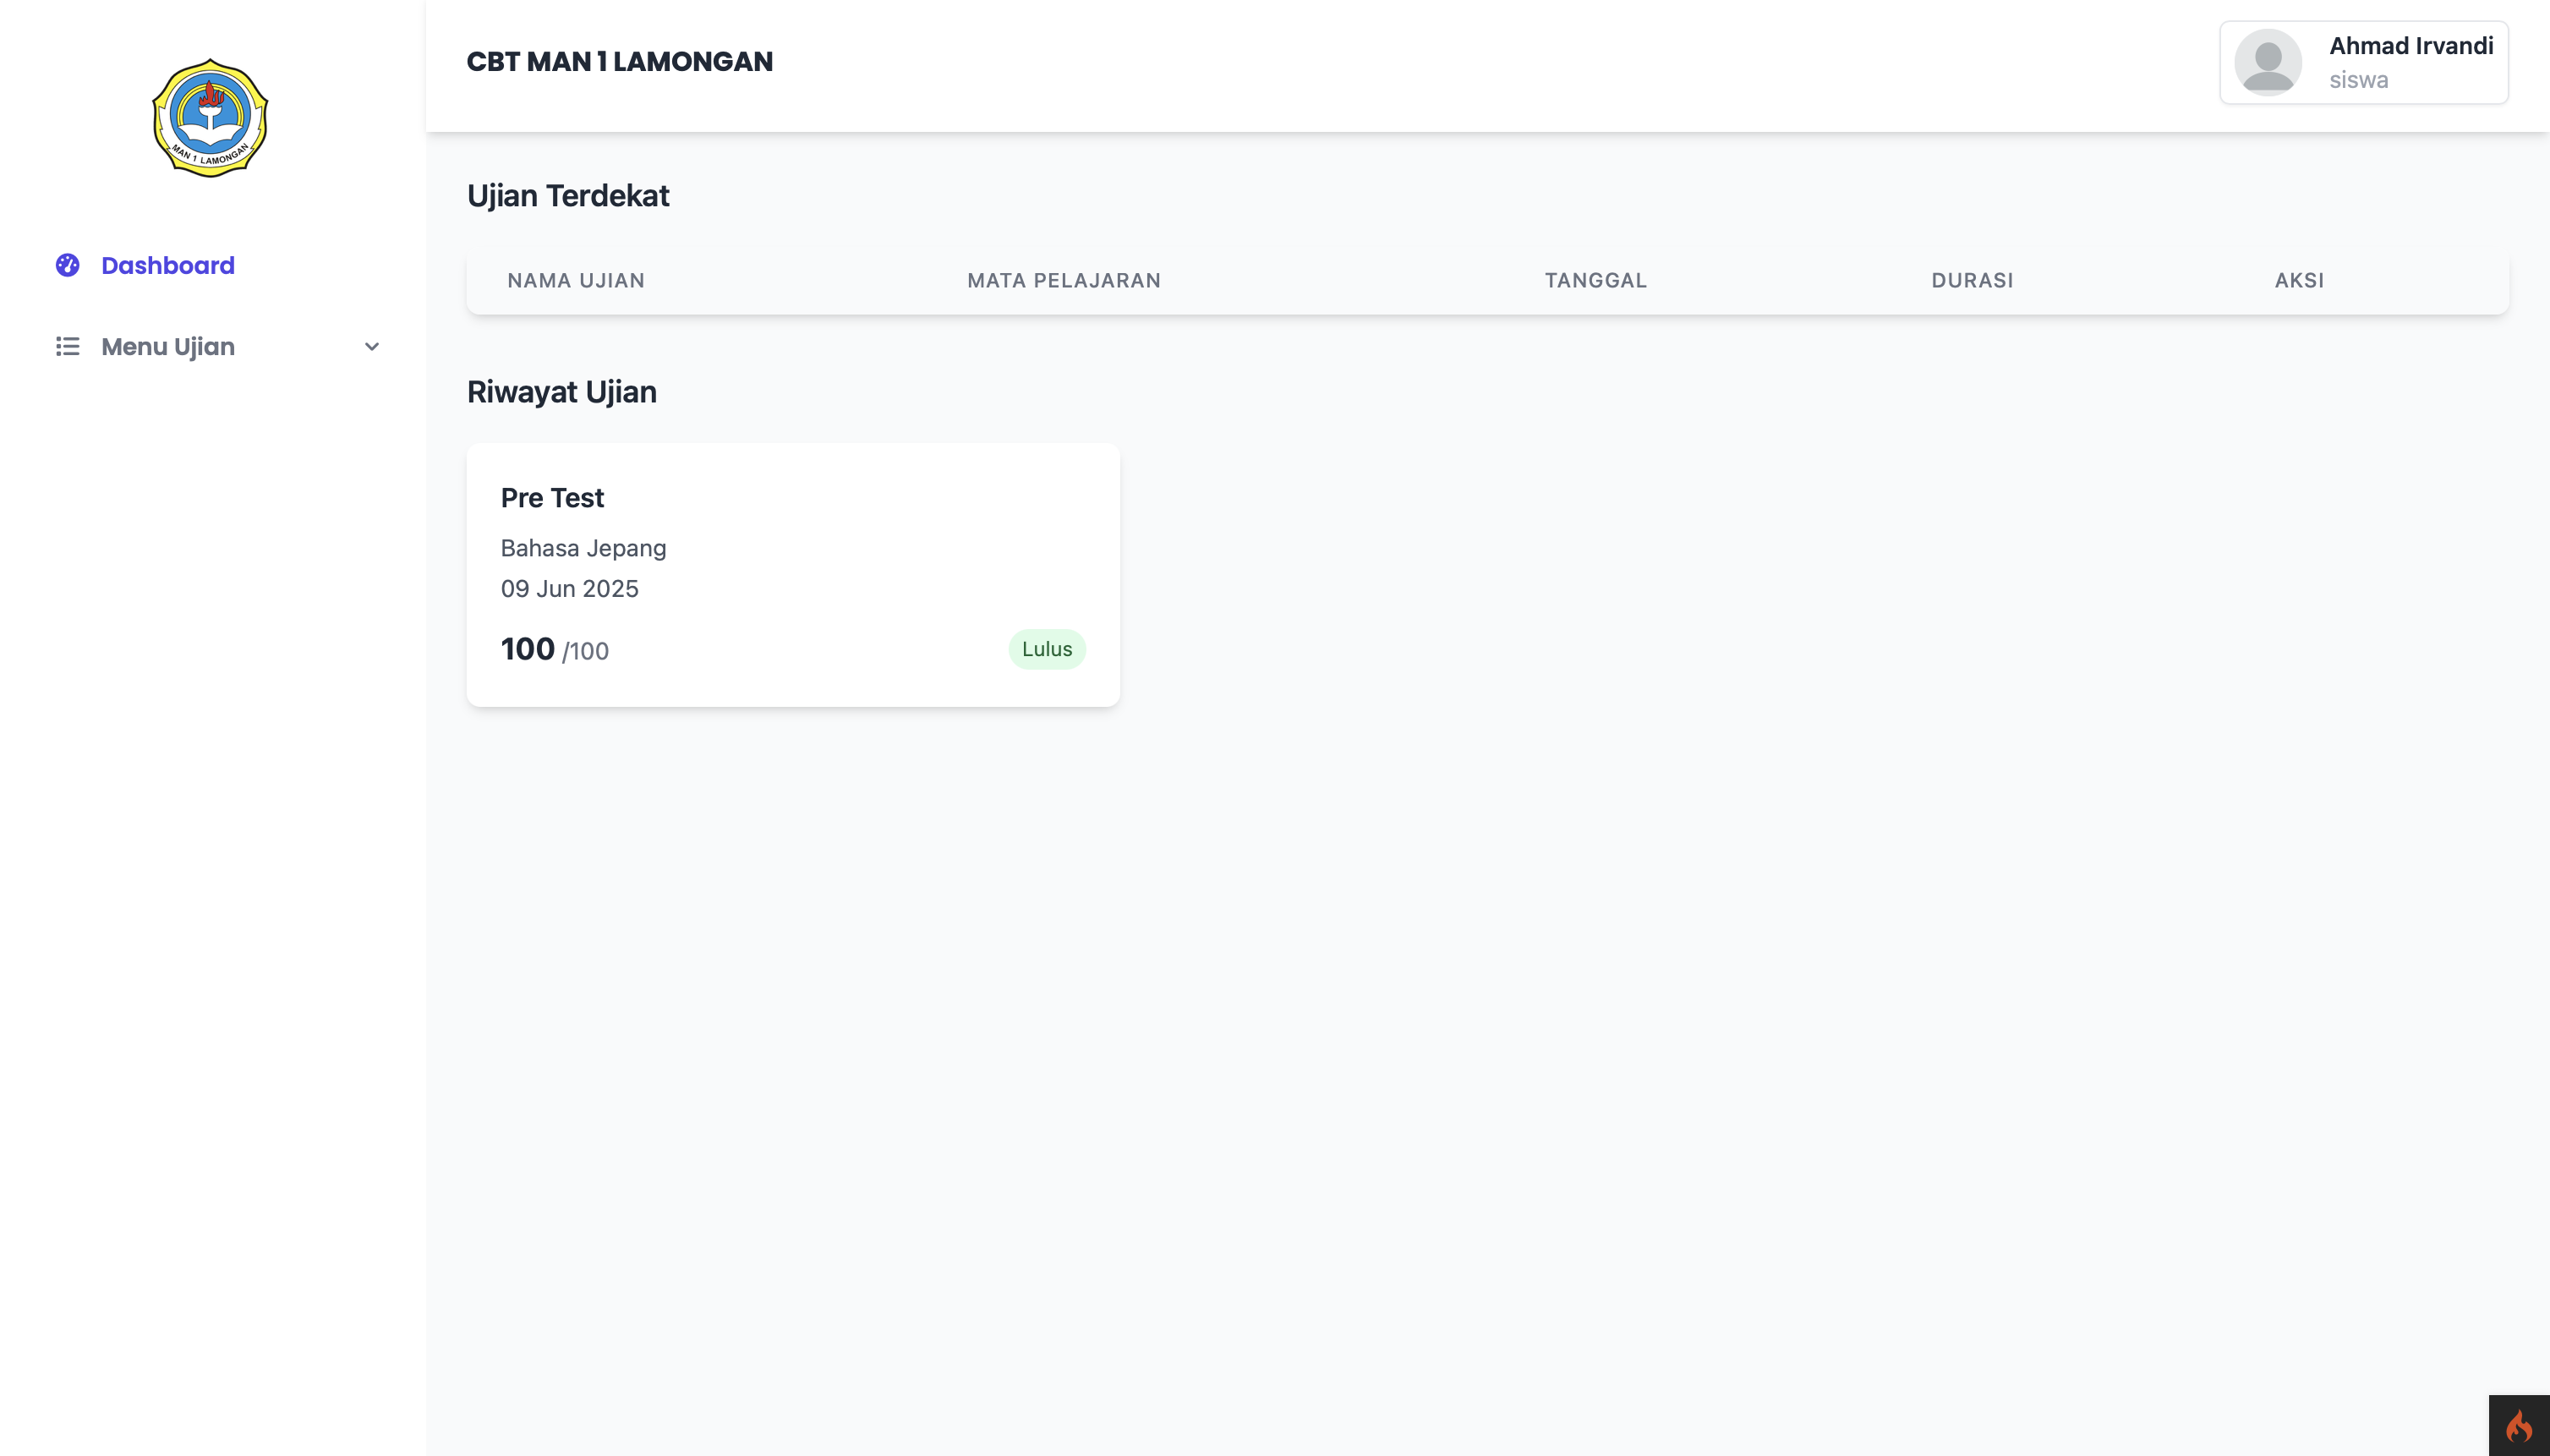 MAN 1 LAMONGAN
Dashboard
Menu Ujian
CBT MAN 1 LAMONGAN
Ahmad Irvandi
siswa
Ujian Terdekat
NAMA UJIAN MATA PELAJARAN TANGGAL DURASI AKSI
Riwayat Ujian
Pre Test
Bahasa Jepang
09 Jun 2025
100 /100 Lulus